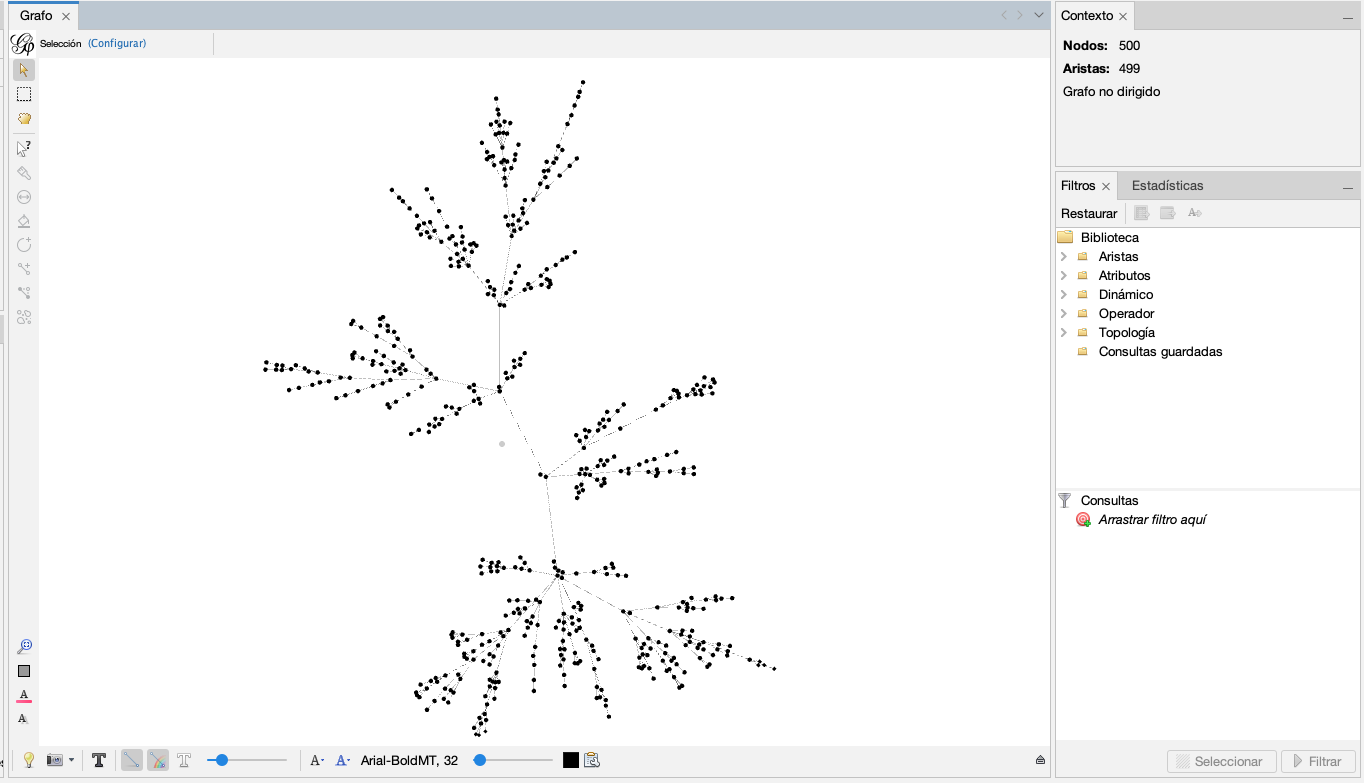 Grafo
Selección (Configurar)
Contexto
Nodos: 500
Aristas: 499
Grafo no dirigido
Filtros
Estadísticas
Restaurar
Biblioteca
Aristas
Atributos
Dinámico
Operador
Topología
Consultas guardadas
Consultas
Arrastrar filtro aquí
Seleccionar
Filtrar
T
T
A
A
Arial-BoldMT, 32